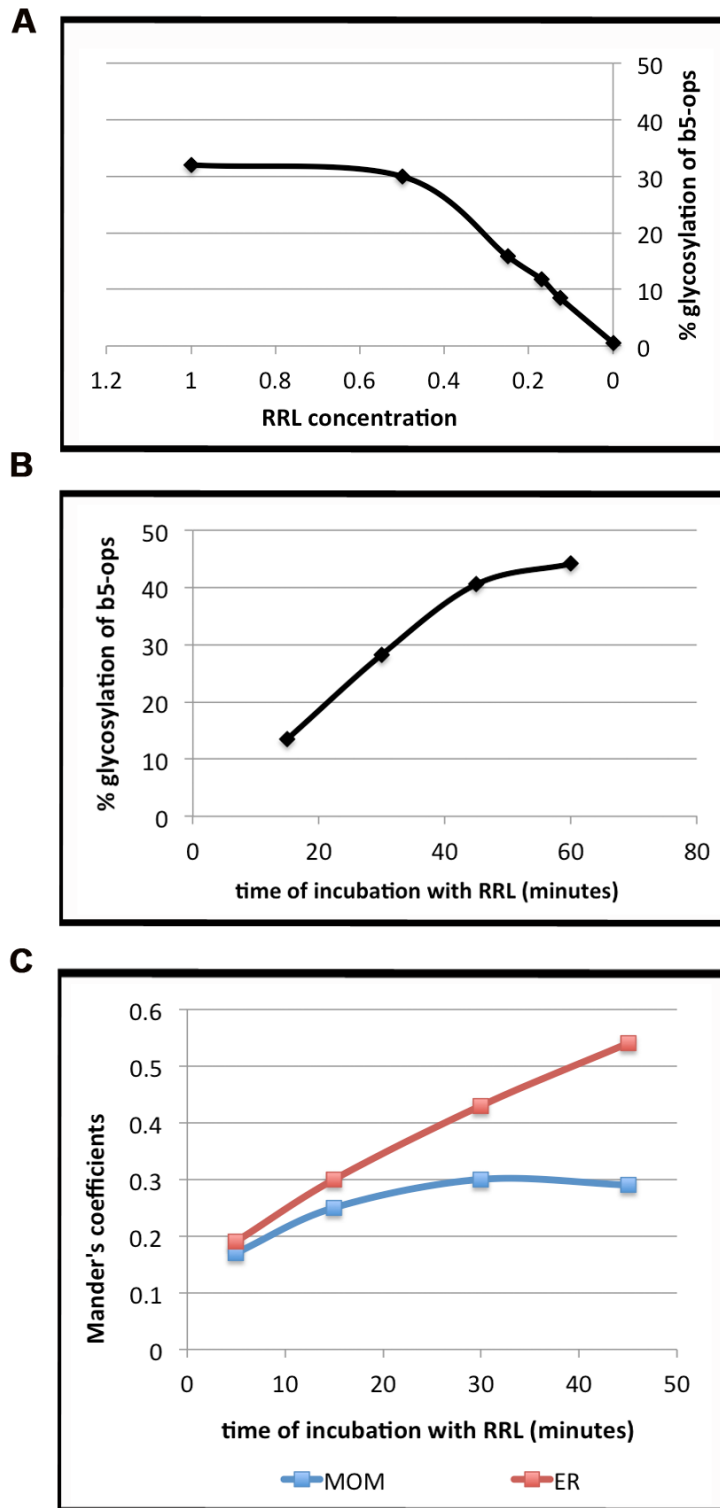 A
50
40
30
20
10
0
% glycosylation of b5-ops
1.2 1 0.8 0.6 0.4 0.2 0
RRL concentration
B
50
40
30
20
10
0
% glycosylation of b5-ops
0 20 40 60 80
time of incubation with RRL (minutes)
C
0.6
0.5
0.4
0.3
0.2
0.1
0
Mander's coefficients
0 10 20 30 40 50
time of incubation with RRL (minutes)
MOM ER